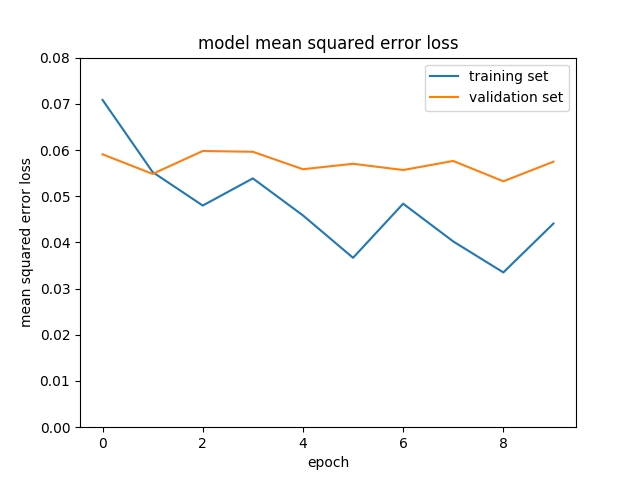 model mean squared error loss
training set
validation set
0.08
0.07
0.06
0.05
0.04
0.03
0.02
0.01
0.00
mean squared error loss
0 2 4 6 8
epoch